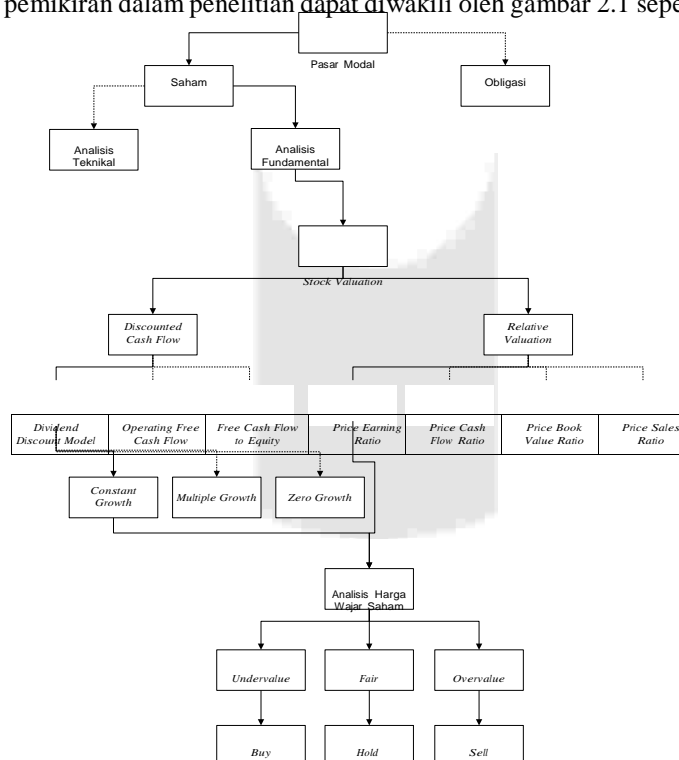 pemikiran dalam penelitian dapat diwakili oleh gambar 2.1 sepe
Pasar Modal
Saham
Obligasi
Analisis
Teknikal
Analisis
Fundamental
Stock Valuation
Discounted
Cash Flow
Relative
Valuation
Dividend
Discount Model
Operating Free
Cash Flow
Free Cash Flow
to Equity
Price Earning
Ratio
Price Cash
Flow Ratio
Price Book
Value Ratio
Price Sales
Ratio
Constant
Growth
Multiple Growth
Zero Growth
Analisis Harga
Wajar Saham
Undervalue
Fair
Overvalue
Buy
Hold
Sell